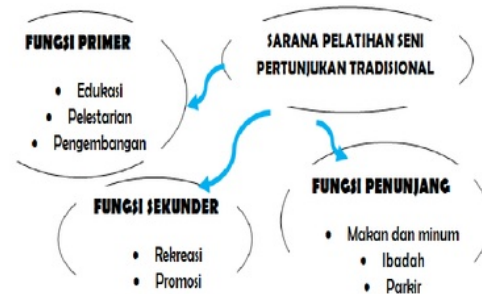 SARANA PELATIHAN SENI
PERTUNJUKAN TRADISIONAL
FUNGSI PRIMER
• Edukasi
• Pelestarian
• Pengembangan
FUNGSI SEKUNDER
• Rekreasi
• Promosi
FUNGSI PENUNJANG
• Makan dan minum
• Ibadah
• Parkir